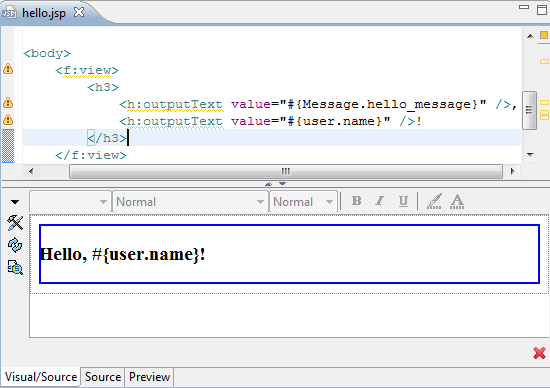 hello.jsp
<body>
<f:view>
<h3>
<h:outputText value="#{Message.hello_message}" />,
<h:outputText value="#{user.name}" />!
</h3>
</f:view>
Normal Normal B I U A
Hello, #{user.name}!
Visual/Source Source Preview